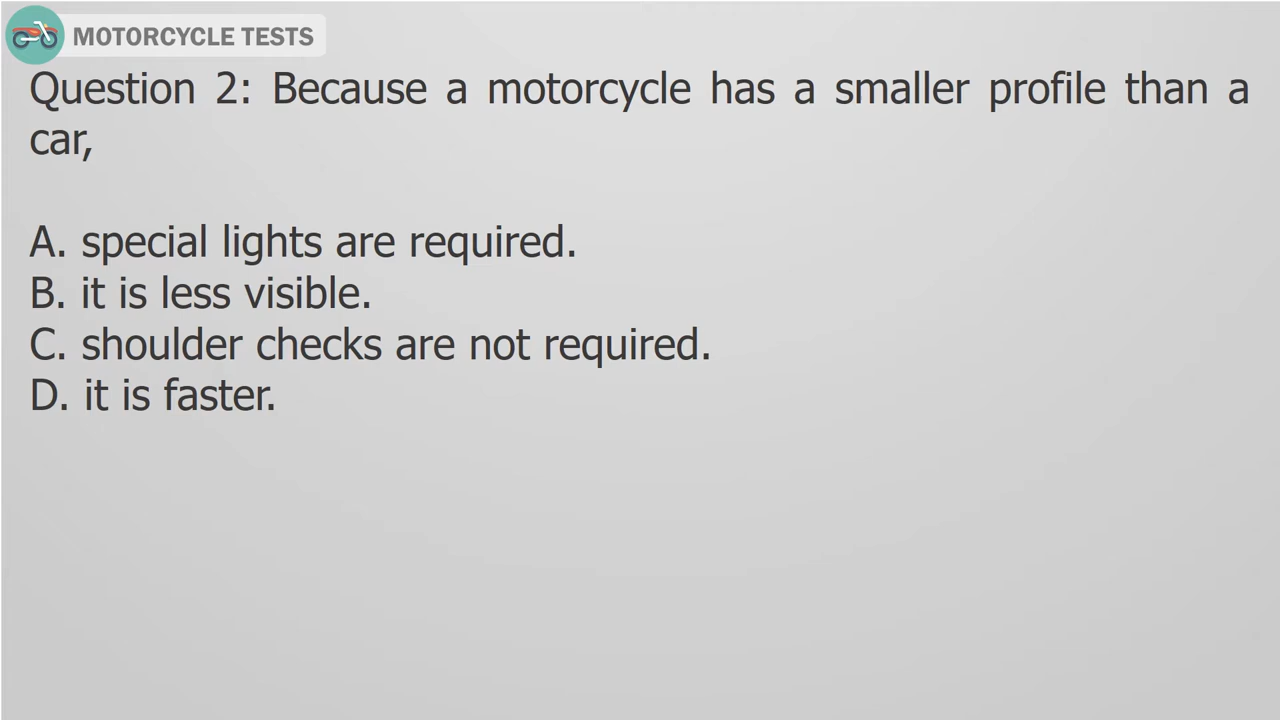 MOTORCYCLE TESTS
Question 2: Because a motorcycle has a smaller profile than a
car,
A. special lights are required.
B. it is less visible.
C. shoulder checks are not required.
D. it is faster.